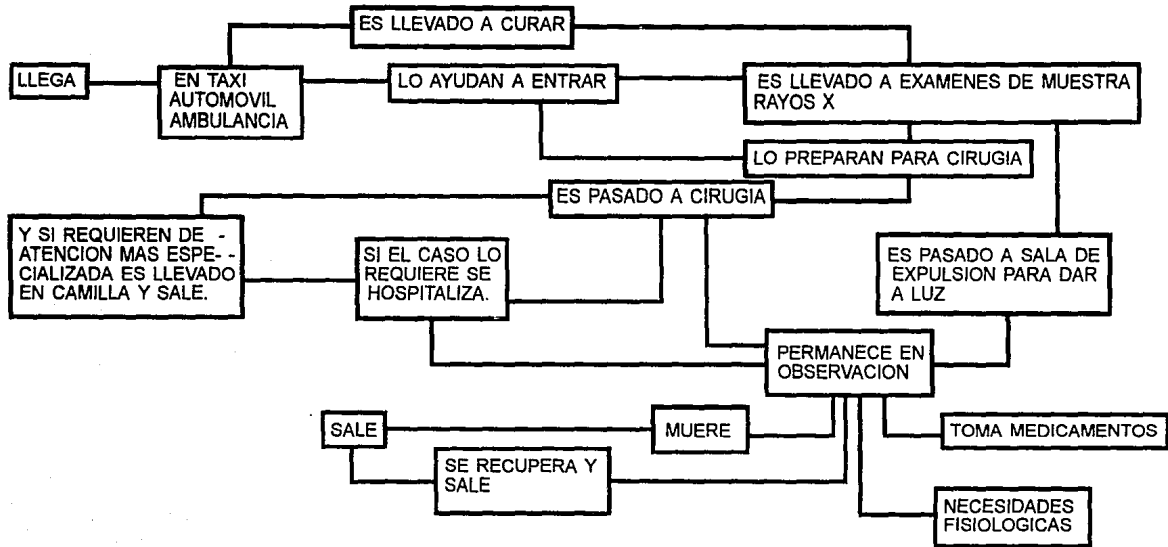 ES LLEVADO A CURAR
LLEGA
EN TAXI
AUTOMOVIL
AMBULANCIA
LO AYUDAN A ENTRAR
ES LLEVADO A EXAMENES DE MUESTRA
RAYOS X
LO PREPARAN PARA CIRUGIA
ES PASADO A CIRUGIA
Y SI REQUIEREN DE -
ATENCION MAS ESPE- -
CIALIZADA ES LLEVADO
EN CAMILLA Y SALE.
SI EL CASO LO
REQUIERE SE
HOSPITALIZA.
ES PASADO A SALA DE
EXPULSION PARA DAR
A LUZ
PERMANECE EN
OBSERVACION
SALE
MUERE
TOMA MEDICAMENTOS
SE RECUPERA Y
SALE
NECESIDADES
FISIOLOGICAS